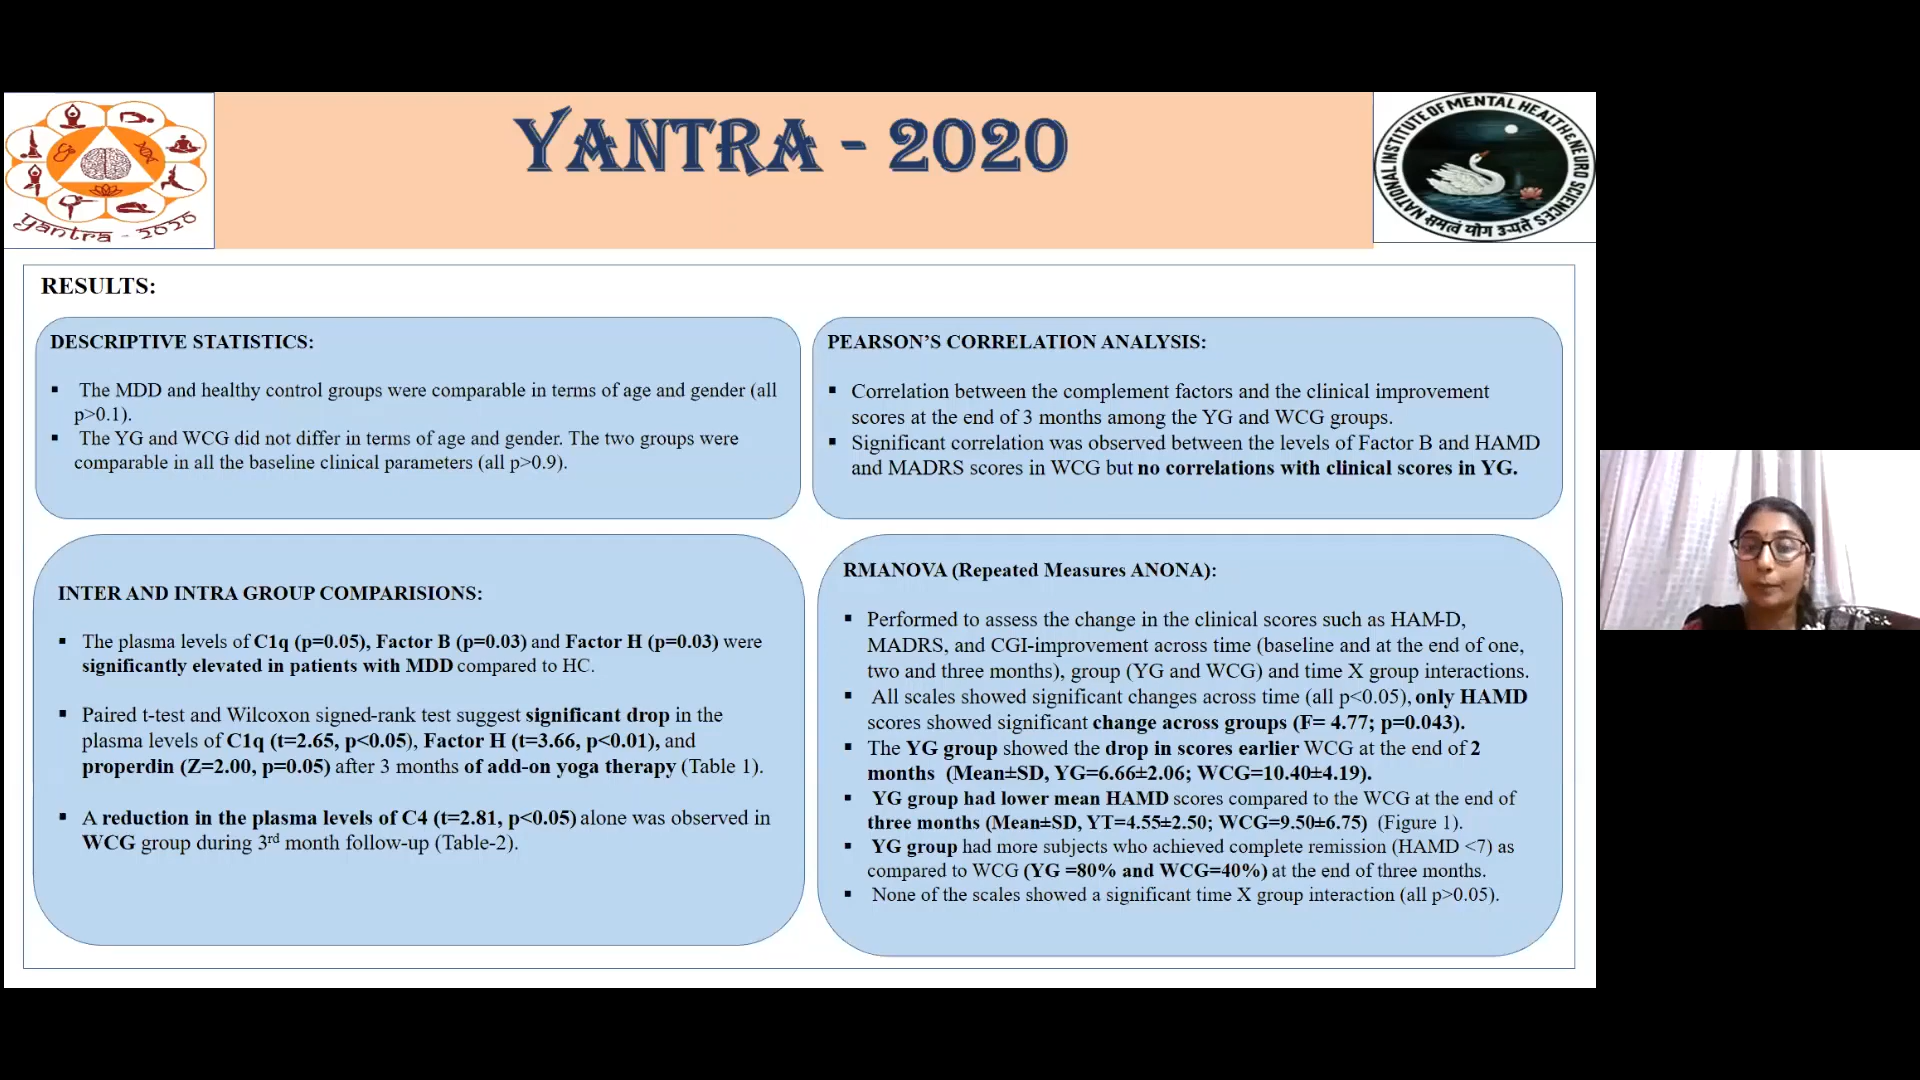 YANTRA - 2020
Yantra - 2020
NATIONAL INSTITUTE OF MENTAL HEALTH & NEURO SCIENCES
समत्वं योग उच्यते
RESULTS:
DESCRIPTIVE STATISTICS:
▪ The MDD and healthy control groups were comparable in terms of age and gender (all
p>0.1).
▪ The YG and WCG did not differ in terms of age and gender. The two groups were
comparable in all the baseline clinical parameters (all p>0.9).
PEARSON'S CORRELATION ANALYSIS:
▪ Correlation between the complement factors and the clinical improvement
scores at the end of 3 months among the YG and WCG groups.
▪ Significant correlation was observed between the levels of Factor B and HAMD
and MADRS scores in WCG but no correlations with clinical scores in YG.
INTER AND INTRA GROUP COMPARISIONS:
▪ The plasma levels of C1q (p=0.05), Factor B (p=0.03) and Factor H (p=0.03) were
significantly elevated in patients with MDD compared to HC.
▪ Paired t-test and Wilcoxon signed-rank test suggest significant drop in the
plasma levels of C1q (t=2.65, p<0.05), Factor H (t=3.66, p<0.01), and
properdin (Z=2.00, p=0.05) after 3 months of add-on yoga therapy (Table 1).
▪ A reduction in the plasma levels of C4 (t=2.81, p<0.05) alone was observed in
WCG group during 3rd month follow-up (Table-2).
RMANOVA (Repeated Measures ANONA):
▪ Performed to assess the change in the clinical scores such as HAM-D,
MADRS, and CGI-improvement across time (baseline and at the end of one,
two and three months), group (YG and WCG) and time X group interactions.
▪ All scales showed significant changes across time (all p<0.05), only HAMD
scores showed significant change across groups (F= 4.77; p=0.043).
▪ The YG group showed the drop in scores earlier WCG at the end of 2
months (Mean±SD, YG=6.66±2.06; WCG=10.40±4.19).
▪ YG group had lower mean HAMD scores compared to the WCG at the end of
three months (Mean±SD, YT=4.55±2.50; WCG=9.50±6.75) (Figure 1).
▪ YG group had more subjects who achieved complete remission (HAMD <7) as
compared to WCG (YG =80% and WCG=40%) at the end of three months.
▪ None of the scales showed a significant time X group interaction (all p>0.05).